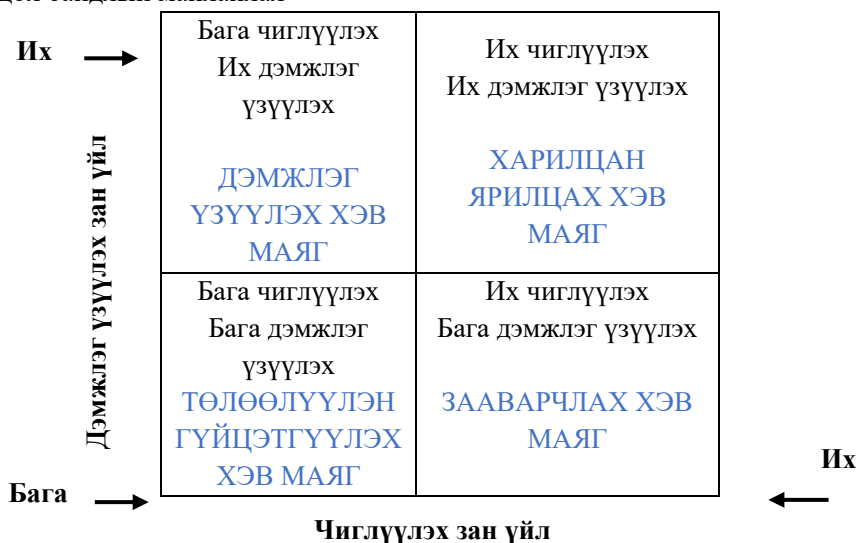 Их
Бага чиглүүлэх
Их дэмжлэг
үзүүлэх
ДЭМЖЛЭГ
ҮЗҮҮЛЭХ ХЭВ
МАЯГ
Их чиглүүлэх
Их дэмжлэг үзүүлэх
ХАРИЛЦАН
ЯРИЛЦАХ ХЭВ
МАЯГ
Дэмжлэг үзүүлэх зан үйл
Бага чиглүүлэх
Бага дэмжлэг
үзүүлэх
ТӨЛӨӨЛҮҮЛЭН
ГҮЙЦЭТГҮҮЛЭХ
ХЭВ МАЯГ
Их чиглүүлэх
Бага дэмжлэг үзүүлэх
ЗААВАРЧЛАХ ХЭВ
МАЯГ
Их
Бага
Чиглүүлэх зан үйл